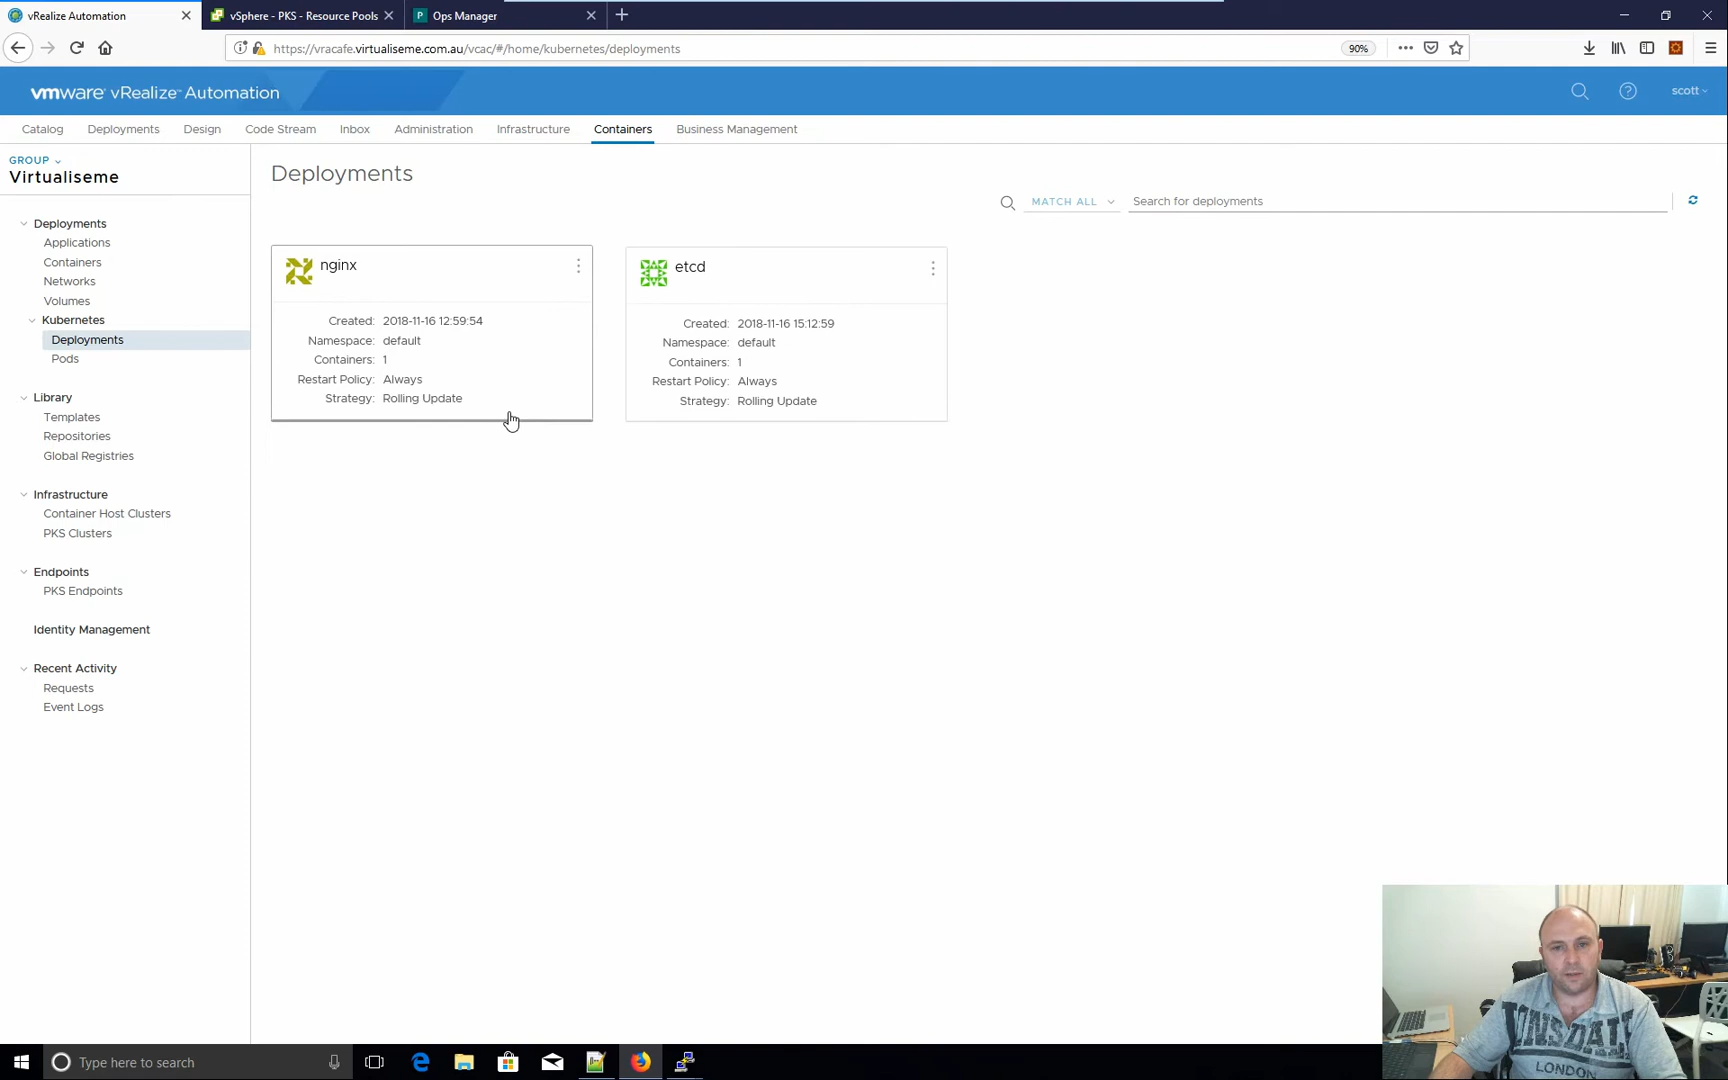 vRealize Automation
vSphere - PKS - Resource Pools
P Ops Manager
https://vracafe.virtualiseme.com.au/vcac/#/home/kubernetes/deployments
90%
vmware vRealize™ Automation
scott
Catalog Deployments Design Code Stream Inbox Administration Infrastructure Containers Business Management
GROUP
Virtualiseme
Deployments
Applications
Containers
Networks
Volumes
Kubernetes
Deployments
Pods
Library
Templates
Repositories
Global Registries
Infrastructure
Container Host Clusters
PKS Clusters
Endpoints
PKS Endpoints
Identity Management
Recent Activity
Requests
Event Logs
Deployments
MATCH ALL
Search for deployments
nginx
Created: 2018-11-16 12:59:54
Namespace: default
Containers: 1
Restart Policy: Always
Strategy: Rolling Update
etcd
Created: 2018-11-16 15:12:59
Namespace: default
Containers: 1
Restart Policy: Always
Strategy: Rolling Update
LONDON
Type here to search